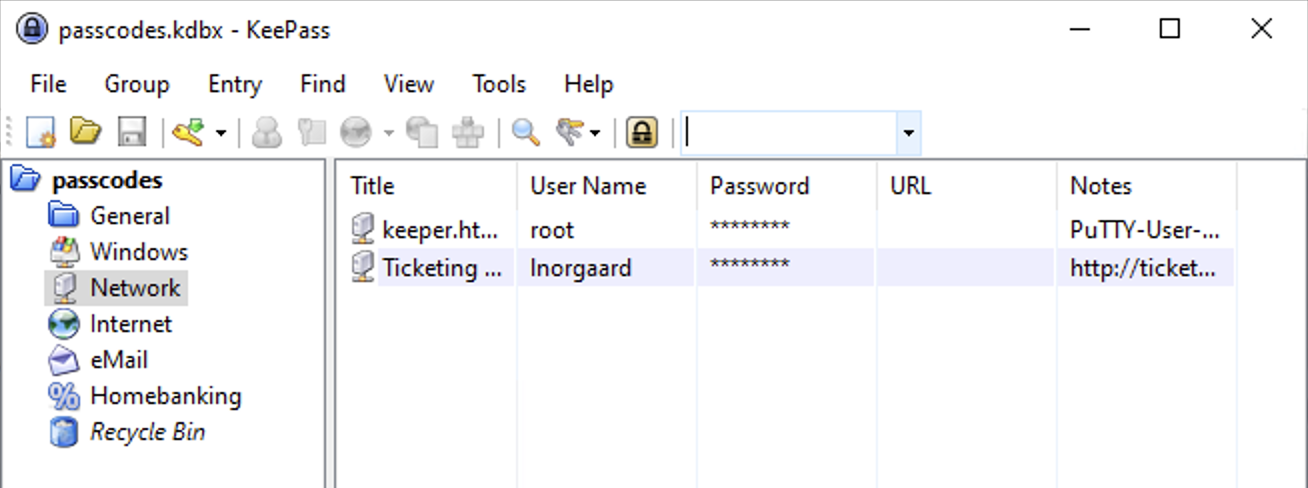 passcodes.kdbx - KeePass
File Group Entry Find View Tools Help
passcodes
General
Windows
Network
Internet
eMail
Homebanking
Recycle Bin
Title User Name Password URL Notes
keeper.ht... root ******** PuTTY-User-...
Ticketing ... lnorgaard ******** http://ticket...